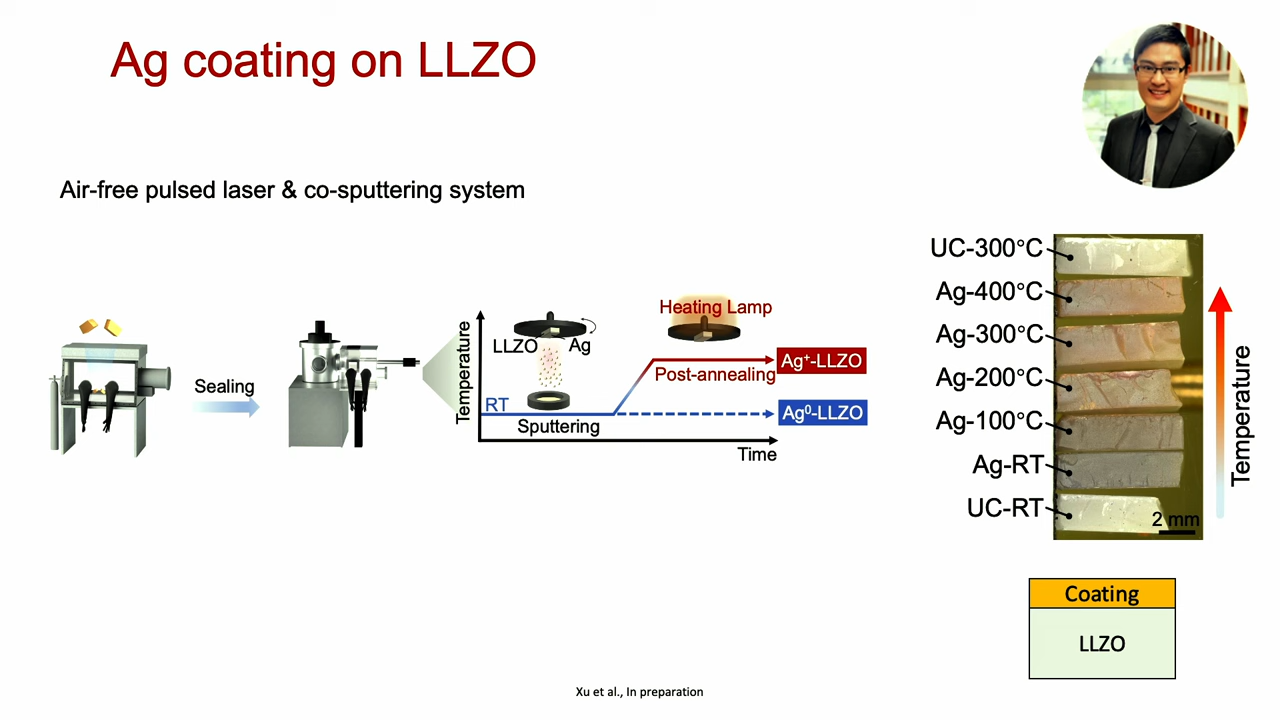 Ag coating on LLZO
Air-free pulsed laser & co-sputtering system
Sealing
Temperature
LLZO
Ag
RT
Sputtering
Heating Lamp
Post-annealing
Ag⁺-LLZO
Ag⁰-LLZO
Time
UC-300°C
Ag-400°C
Ag-300°C
Ag-200°C
Ag-100°C
Ag-RT
UC-RT
2 mm
Temperature
Coating
LLZO
Xu et al., In preparation